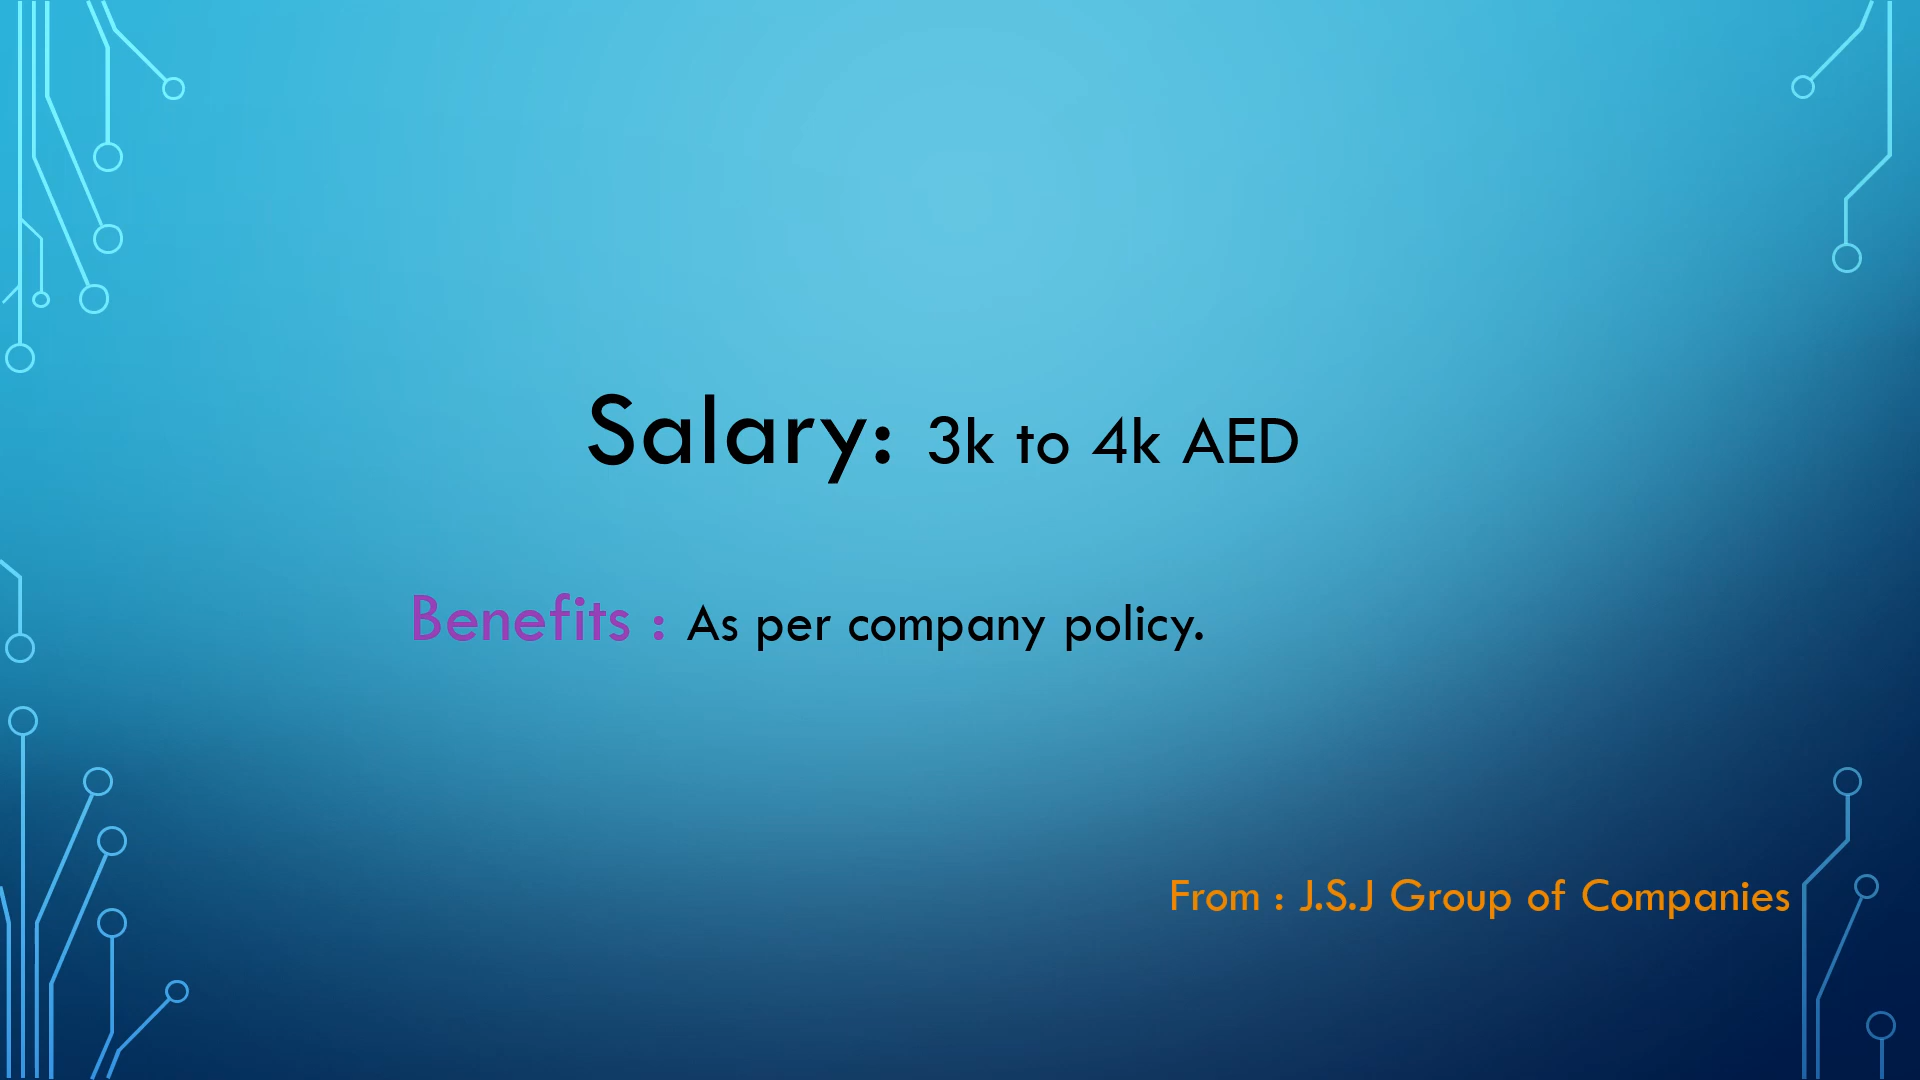 Salary: 3k to 4k AED
Benefits : As per company policy.
From : J.S.J Group of Companies